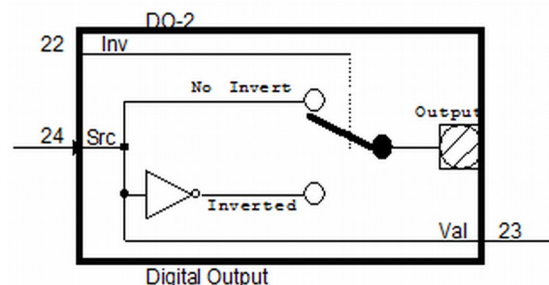 DO-2
22 Inv
No Invert
Output
24 Src
Inverted
Val 23
Digital Output